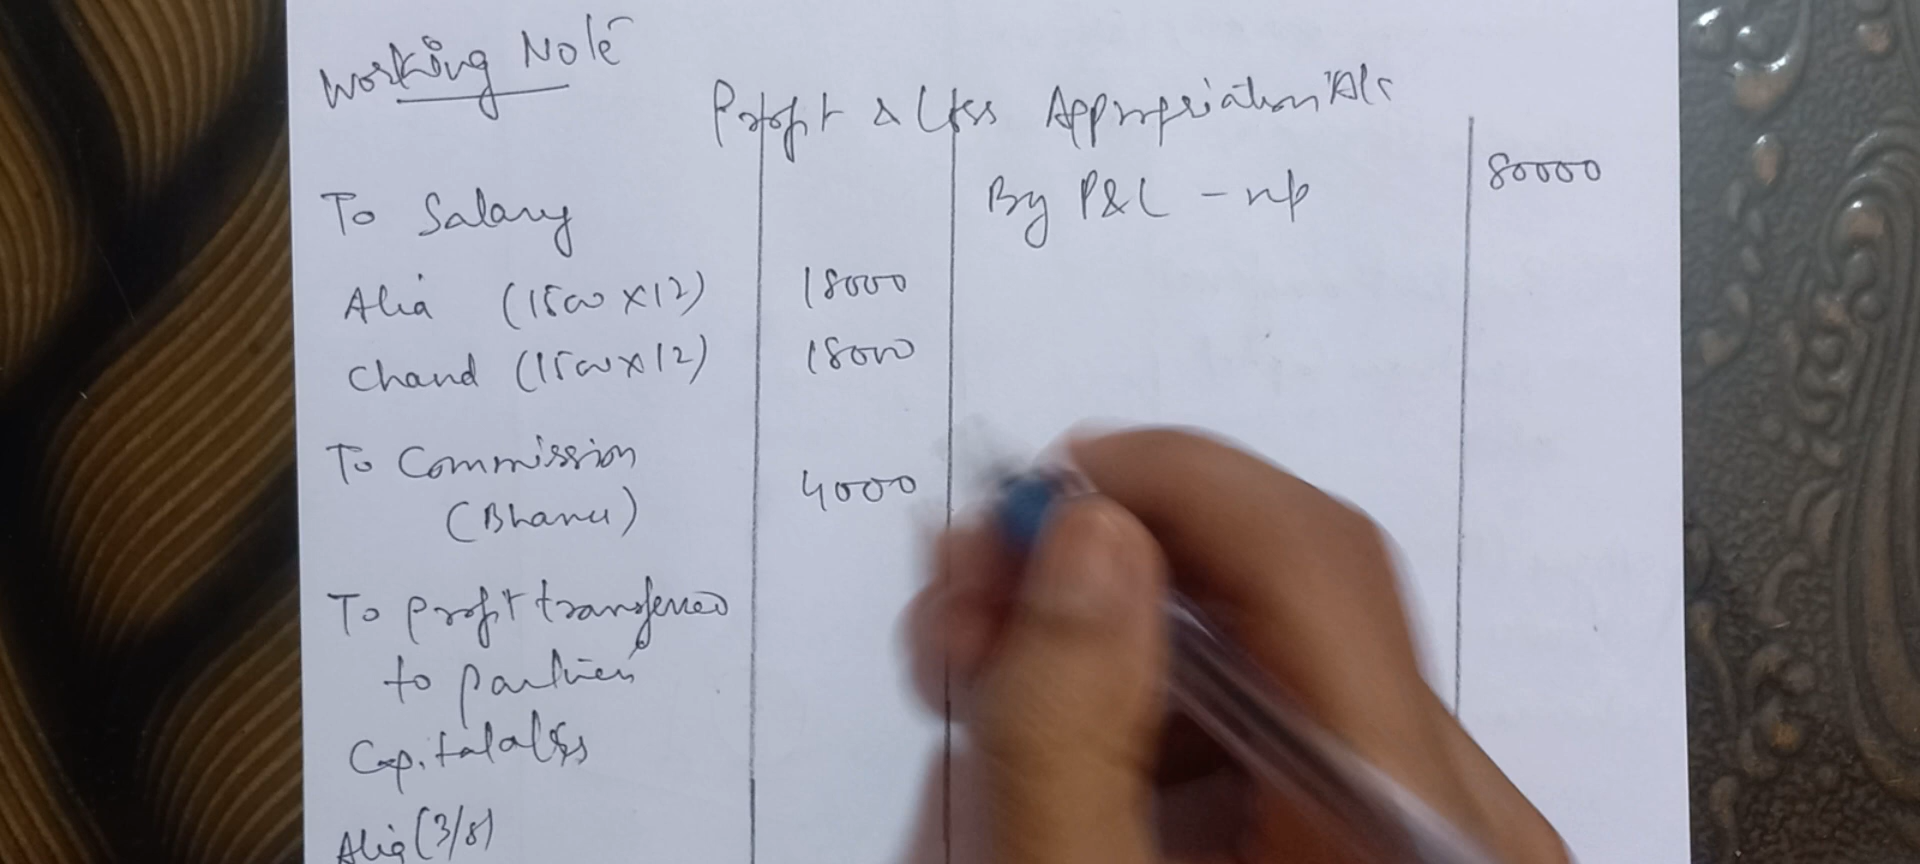 Working Note
Profit & Loss Appropriation A/c
To Salary
By P&L - np
80000
Alia (1500 x 12)
18000
Chand (1500 x 12)
18000
To Commission
(Bhanu)
4000
To profit transferred
to partners
Capital a/cs
Alia (3/8)